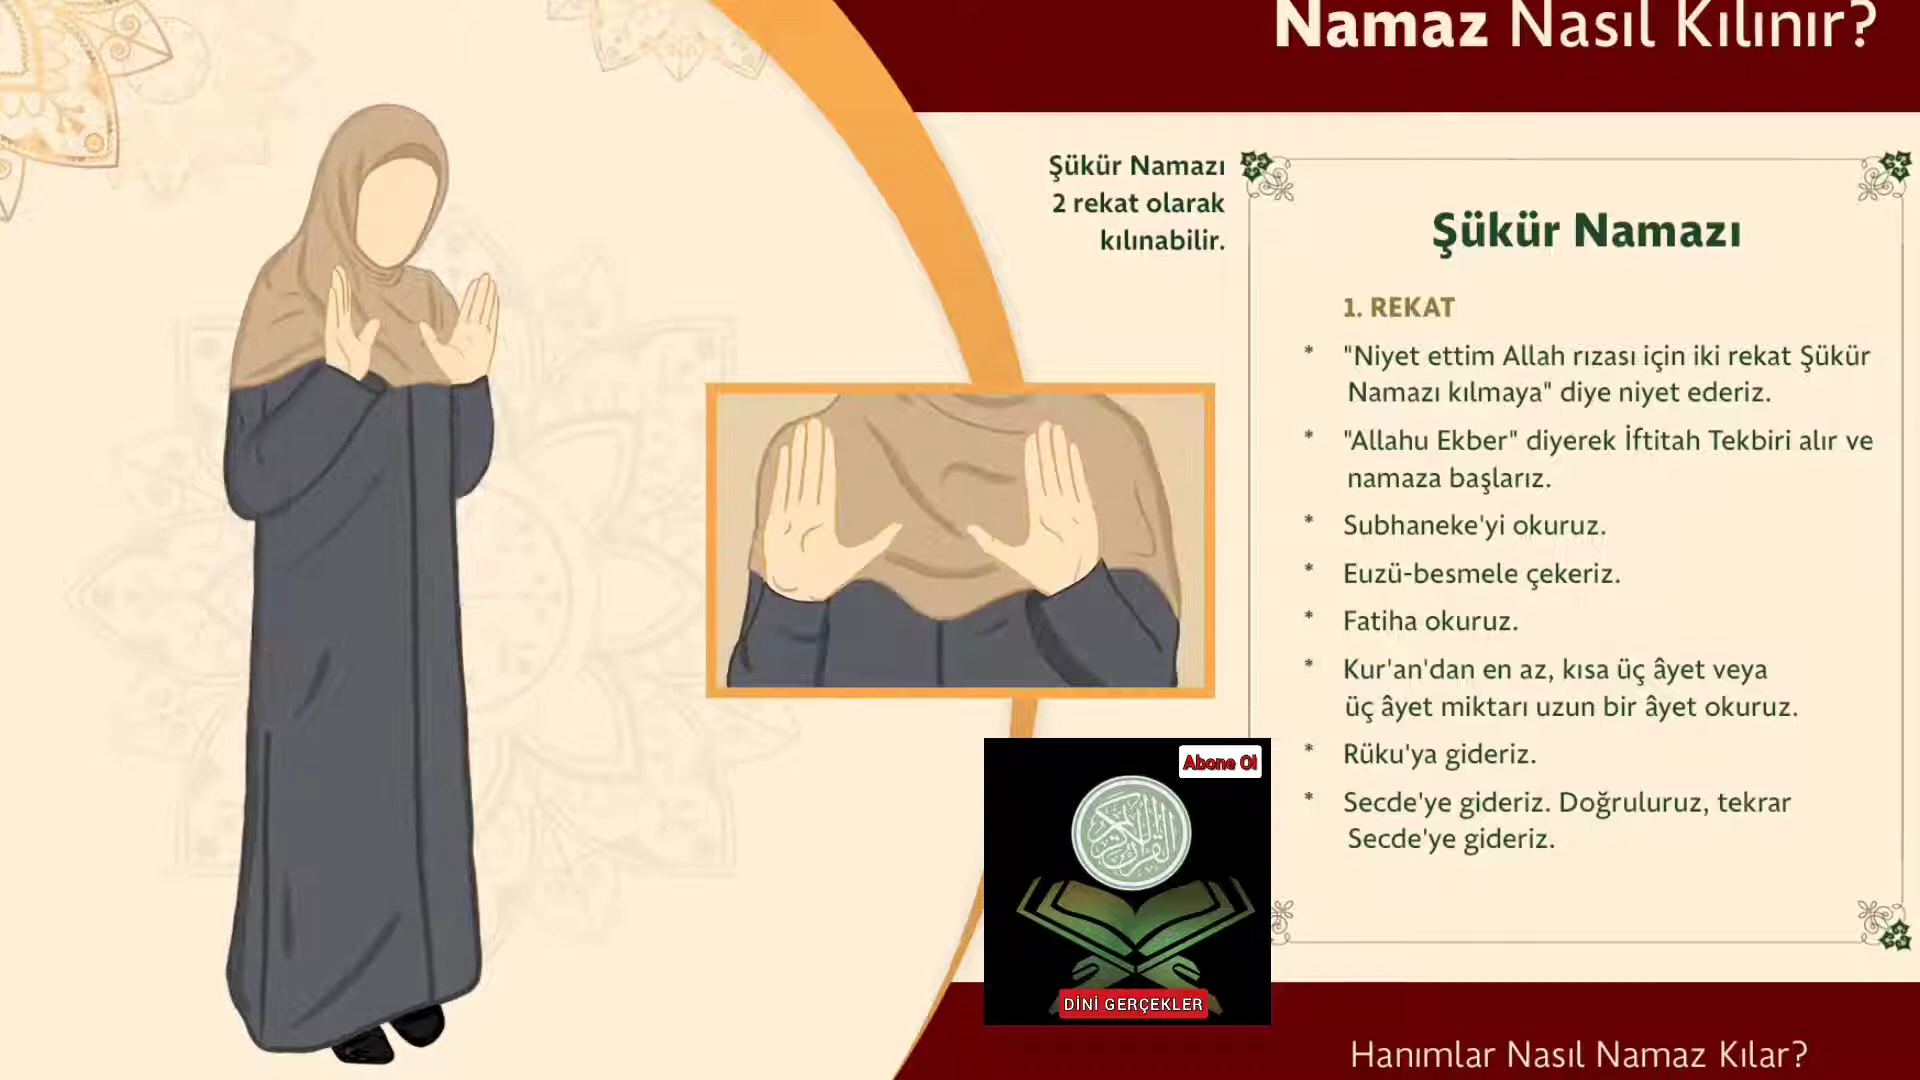 Namaz Nasıl Kılınır?
Şükür Namazı
2 rekat olarak
kılınabilir.
Şükür Namazı
1. REKAT
* "Niyet ettim Allah rızası için iki rekat Şükür
Namazı kılmaya" diye niyet ederiz.
* "Allahu Ekber" diyerek İftitah Tekbiri alır ve
namaza başlarız.
* Subhaneke'yi okuruz.
* Euzü-besmele çekeriz.
* Fatiha okuruz.
* Kur'an'dan en az, kısa üç âyet veya
üç âyet miktarı uzun bir âyet okuruz.
* Rüku'ya gideriz.
* Secde'ye gideriz. Doğruluruz, tekrar
Secde'ye gideriz.
Abone Ol
القرآن الكريم
DİNİ GERÇEKLER
Hanımlar Nasıl Namaz Kılar?